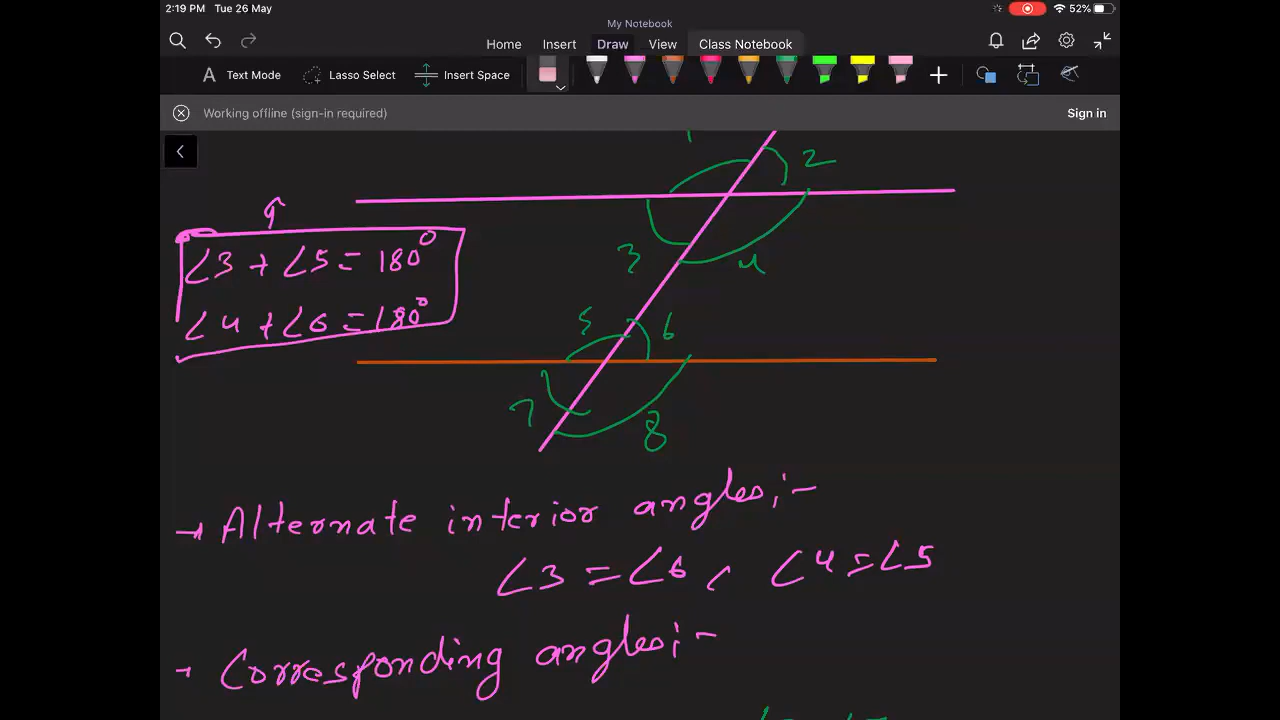 2:19 PM Tue 26 May 52%
My Notebook
Home Insert Draw View Class Notebook
Text Mode Lasso Select Insert Space
Working offline (sign-in required) Sign in
1
2
q
∠3 + ∠5 = 180°
3 4
∠4 + ∠6 = 180°
5 6
7 8
→ Alternate interior angles;-
∠3 = ∠6, ∠4 = ∠5
→ Corresponding angles;-